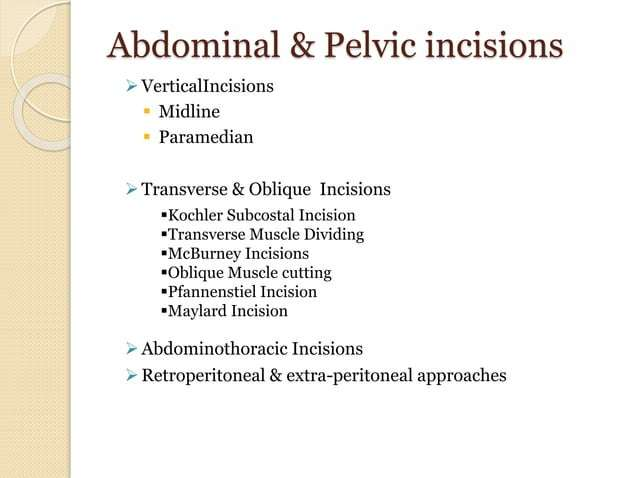 Abdominal & Pelvic incisions
VerticalIncisions
Midline
Paramedian
Transverse & Oblique Incisions
Kochler Subcostal Incision
Transverse Muscle Dividing
McBurney Incisions
Oblique Muscle cutting
Pfannenstiel Incision
Maylard Incision
Abdominothoracic Incisions
Retroperitoneal & extra-peritoneal approaches